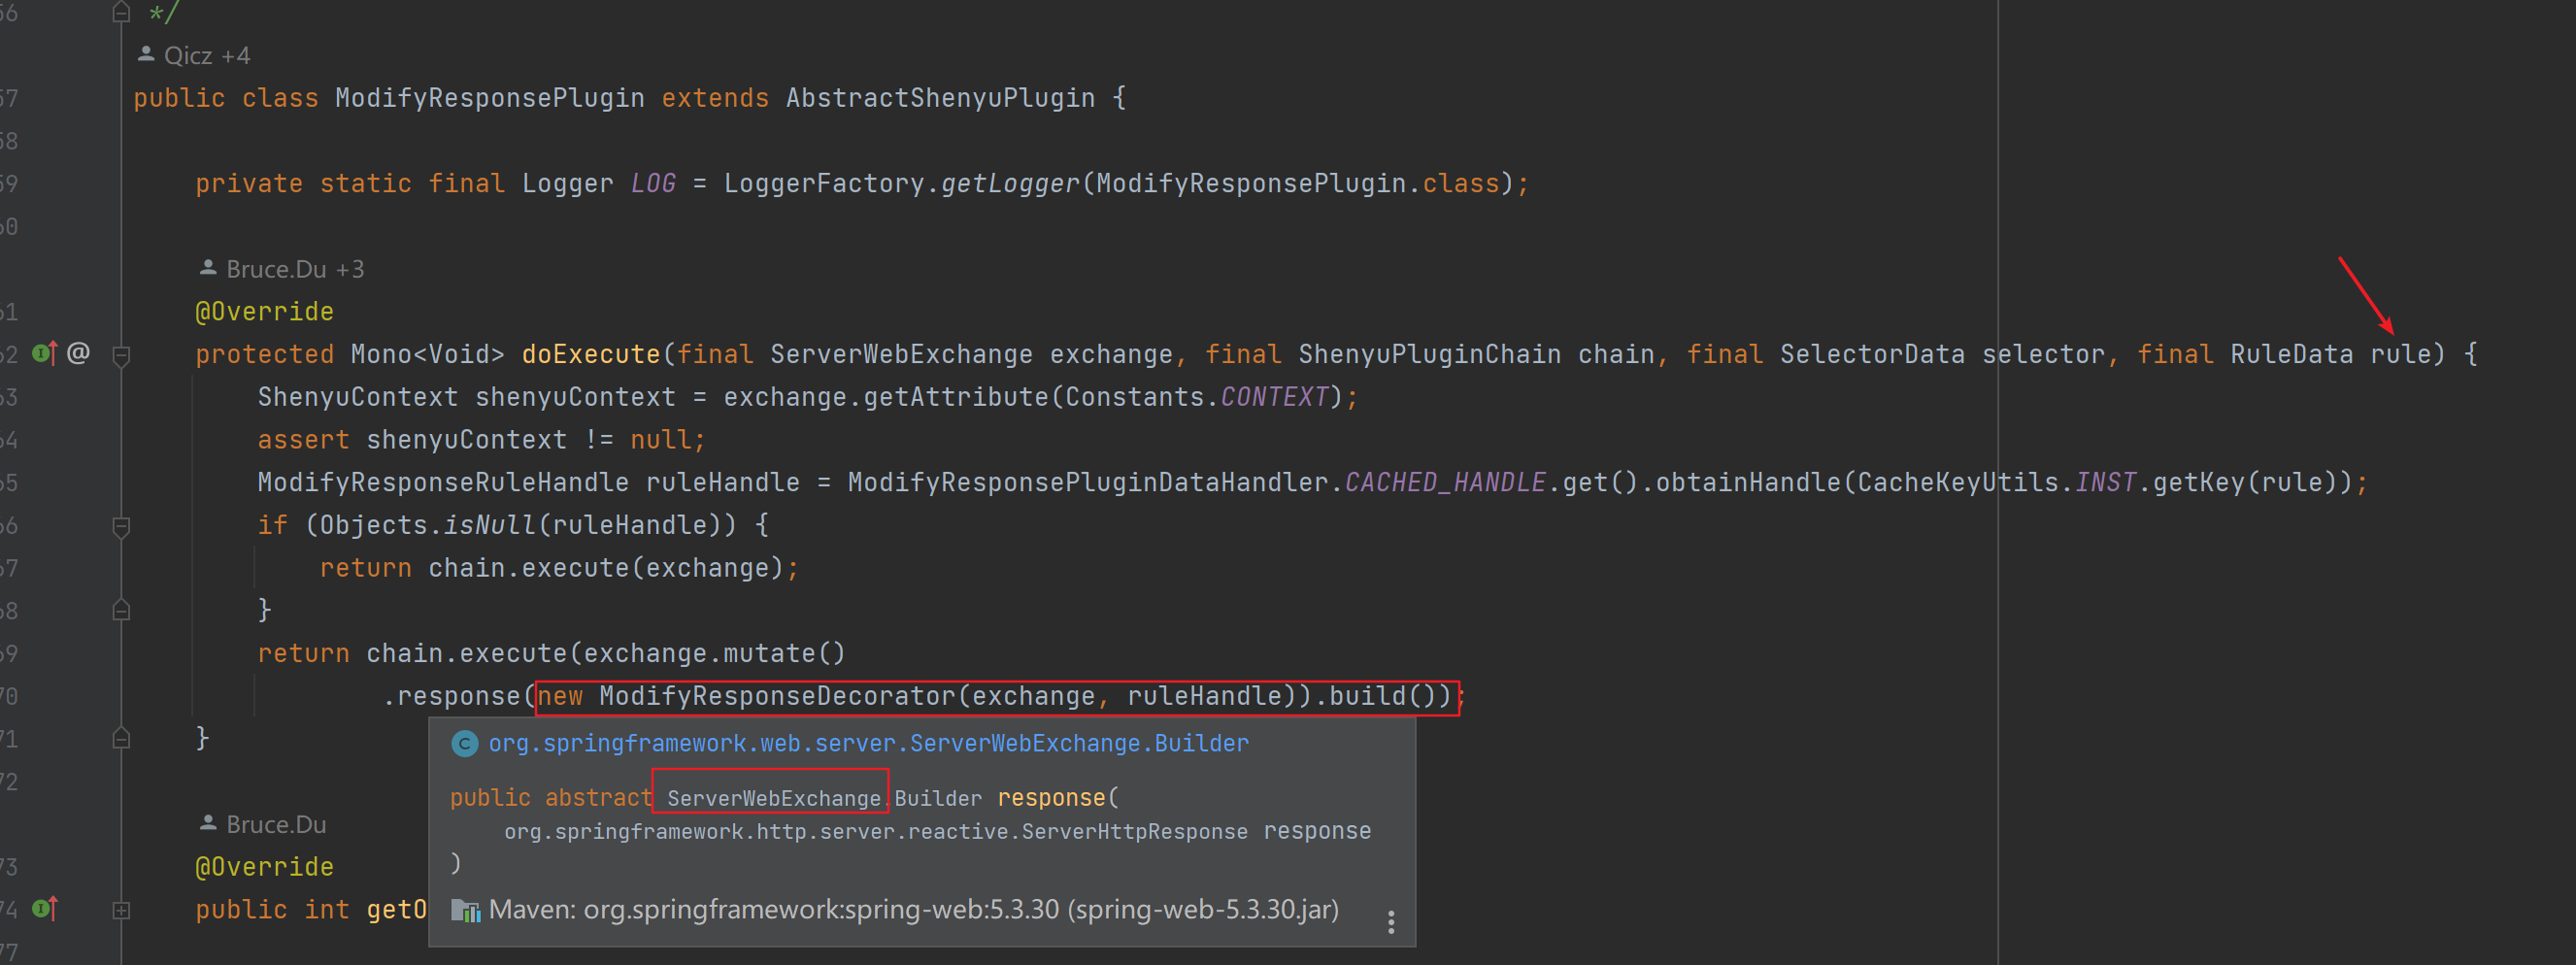 56 */
Qicz +4
57 public class ModifyResponsePlugin extends AbstractShenyuPlugin {
58
59 private static final Logger LOG = LoggerFactory.getLogger(ModifyResponsePlugin.class);
60
Bruce.Du +3
61 @Override
62 @ protected Mono<Void> doExecute(final ServerWebExchange exchange, final ShenyuPluginChain chain, final SelectorData selector, final RuleData rule) {
63 ShenyuContext shenyuContext = exchange.getAttribute(Constants.CONTEXT);
64 assert shenyuContext != null;
65 ModifyResponseRuleHandle ruleHandle = ModifyResponsePluginDataHandler.CACHED_HANDLE.get().obtainHandle(CacheKeyUtils.INST.getKey(rule));
66 if (Objects.isNull(ruleHandle)) {
67 return chain.execute(exchange);
68 }
69 return chain.execute(exchange.mutate()
70 .response(new ModifyResponseDecorator(exchange, ruleHandle)).build());
71 }
C org.springframework.web.server.ServerWebExchange.Builder
72
public abstract ServerWebExchange.Builder response(
Bruce.Du
org.springframework.http.server.reactive.ServerHttpResponse response
73 @Override
)
74 public int getO
Maven: org.springframework:spring-web:5.3.30 (spring-web-5.3.30.jar)
77